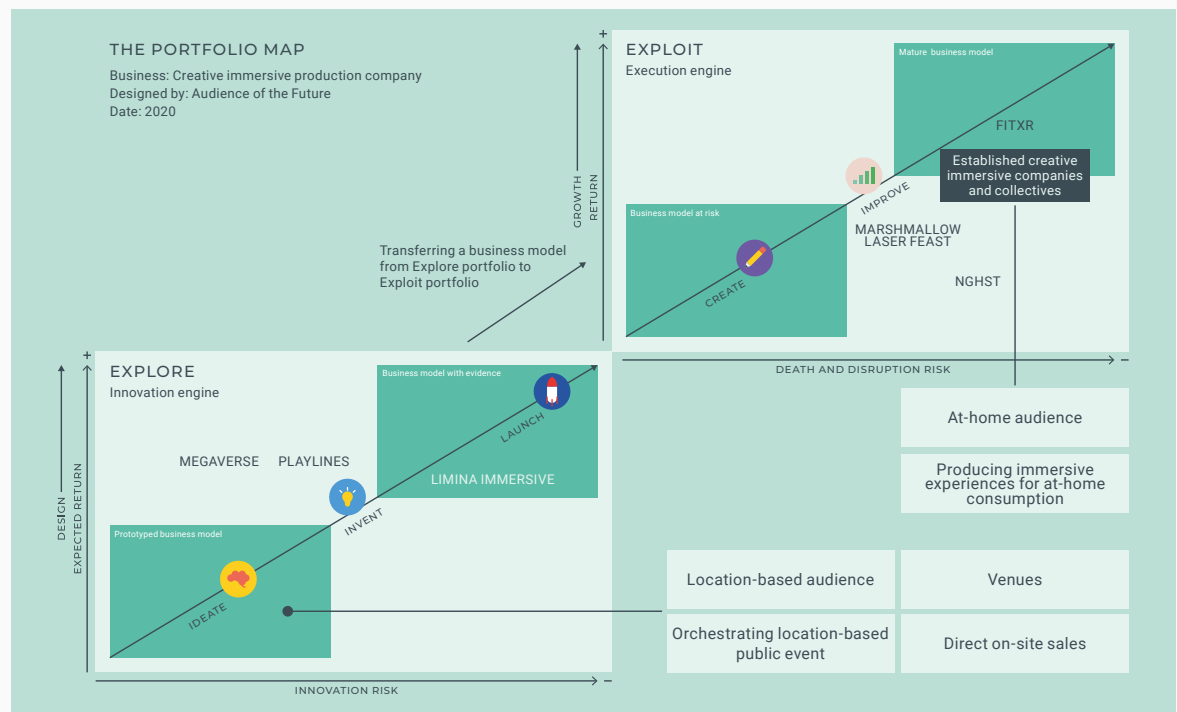 THE PORTFOLIO MAP
Business: Creative immersive production company
Designed by: Audience of the Future
Date: 2020
+
GROWTH
RETURN
EXPLOIT
Execution engine
Mature business model
FITXR
Established creative
immersive companies
and collectives
IMPROVE
Business model at risk
MARSHMALLOW
LASER FEAST
NGHST
CREATE
Transferring a business model
from Explore portfolio to
Exploit portfolio
DEATH AND DISRUPTION RISK
–
+
DESIGN
EXPECTED RETURN
EXPLORE
Innovation engine
Business model with evidence
LAUNCH
MEGAVERSE
PLAYLINES
LIMINA IMMERSIVE
INVENT
Prototyped business model
IDEATE
INNOVATION RISK
–
At-home audience
Producing immersive
experiences for at-home
consumption
Location-based audience
Venues
Orchestrating location-based
public event
Direct on-site sales